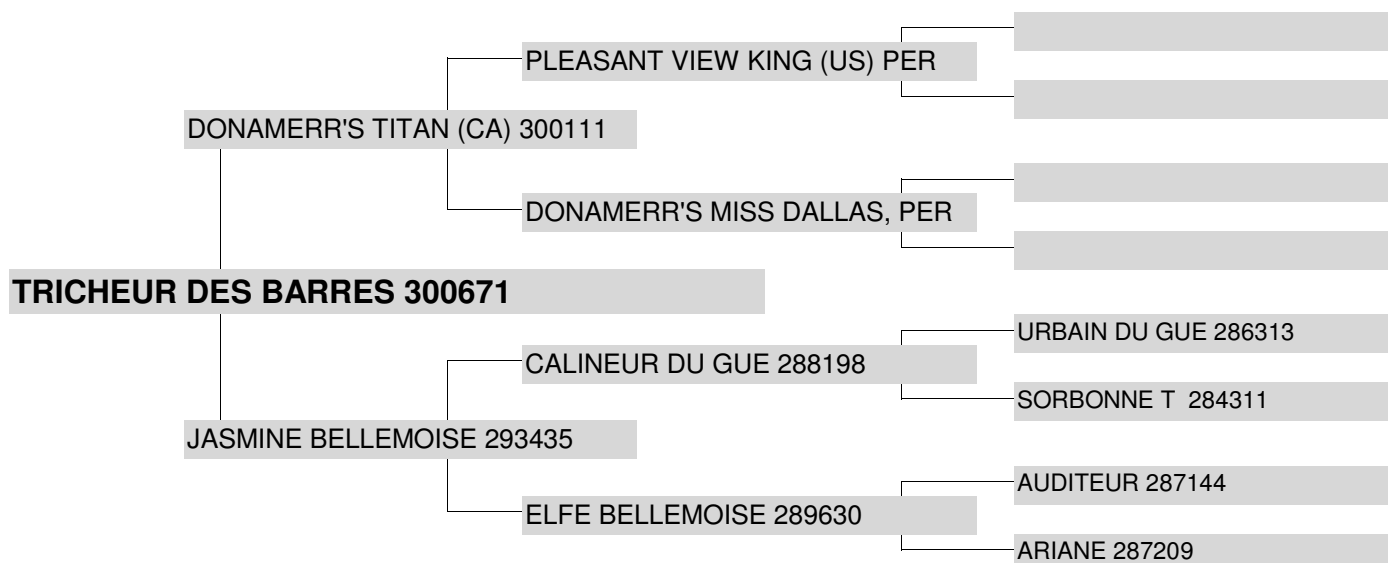 PLEASANT VIEW KING (US) PER
DONAMERR'S TITAN (CA) 300111
DONAMERR'S MISS DALLAS, PER
TRICHEUR DES BARRES 300671
URBAIN DU GUE 286313
CALINEUR DU GUE 288198
SORBONNE T 284311
JASMINE BELLEMOISE 293435
AUDITEUR 287144
ELFE BELLEMOISE 289630
ARIANE 287209